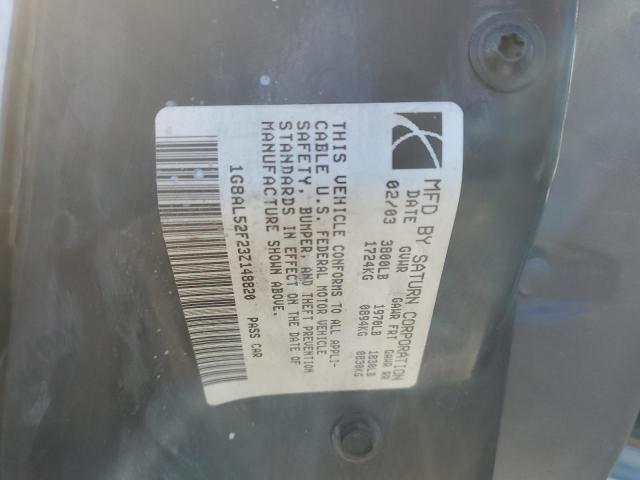 MFD BY SATURN CORPORATION
DATE GVWR GAWR FRT GAWR RR
02/03 3800LB 1970LB 1830LB
1724KG 0894KG 0830KG
THIS VEHICLE CONFORMS TO ALL APPLI-
CABLE U.S. FEDERAL MOTOR VEHICLE
SAFETY, BUMPER, AND THEFT PREVENTION
STANDARDS IN EFFECT ON THE DATE OF
MANUFACTURE SHOWN ABOVE.
1G8AL52F23Z148820 PASS CAR